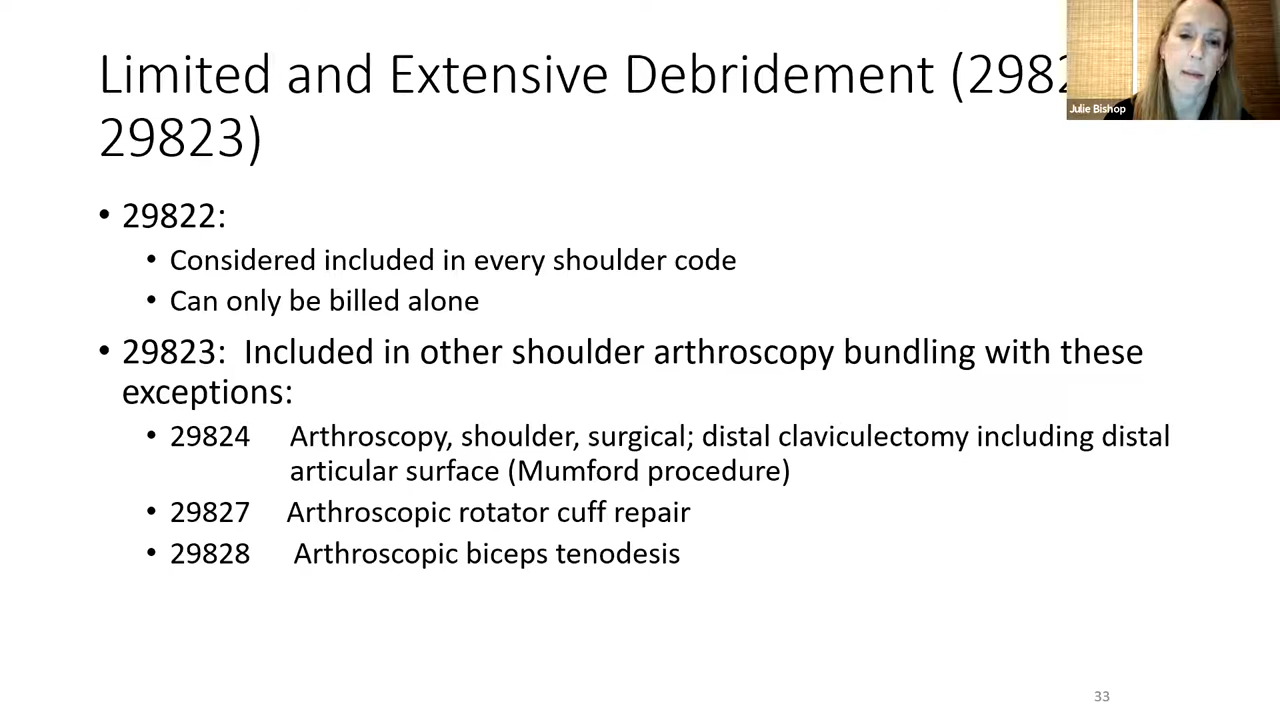 Limited and Extensive Debridement (298
29823)
Julie Bishop
• 29822:
• Considered included in every shoulder code
• Can only be billed alone
• 29823: Included in other shoulder arthroscopy bundling with these
exceptions:
• 29824 Arthroscopy, shoulder, surgical; distal claviculectomy including distal
articular surface (Mumford procedure)
• 29827 Arthroscopic rotator cuff repair
• 29828 Arthroscopic biceps tenodesis
33